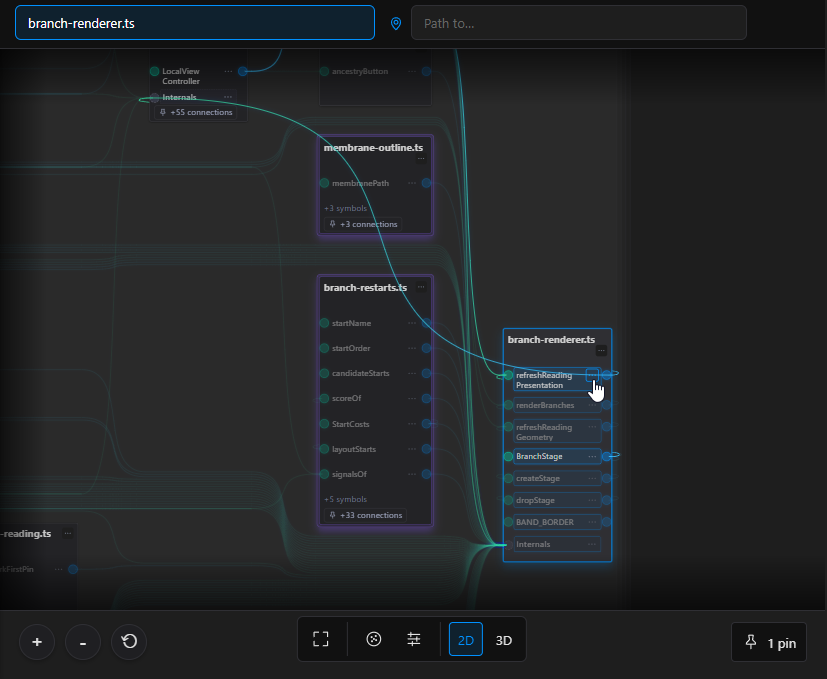 branch-renderer.ts
Path to...
LocalView
Controller
Internals
+55 connections
ancestryButton
membrane-outline.ts
membranePath
+3 symbols
+3 connections
branch-restarts.ts
startName
startOrder
candidateStarts
scoreOf
StartCosts
layoutStarts
signalsOf
+5 symbols
+33 connections
branch-renderer.ts
refreshReading
Presentation
renderBranches
refreshReading
Geometry
BranchStage
createStage
dropStage
BAND_BORDER
Internals
-reading.ts
rkFirstPin
+
-
2D
3D
1 pin